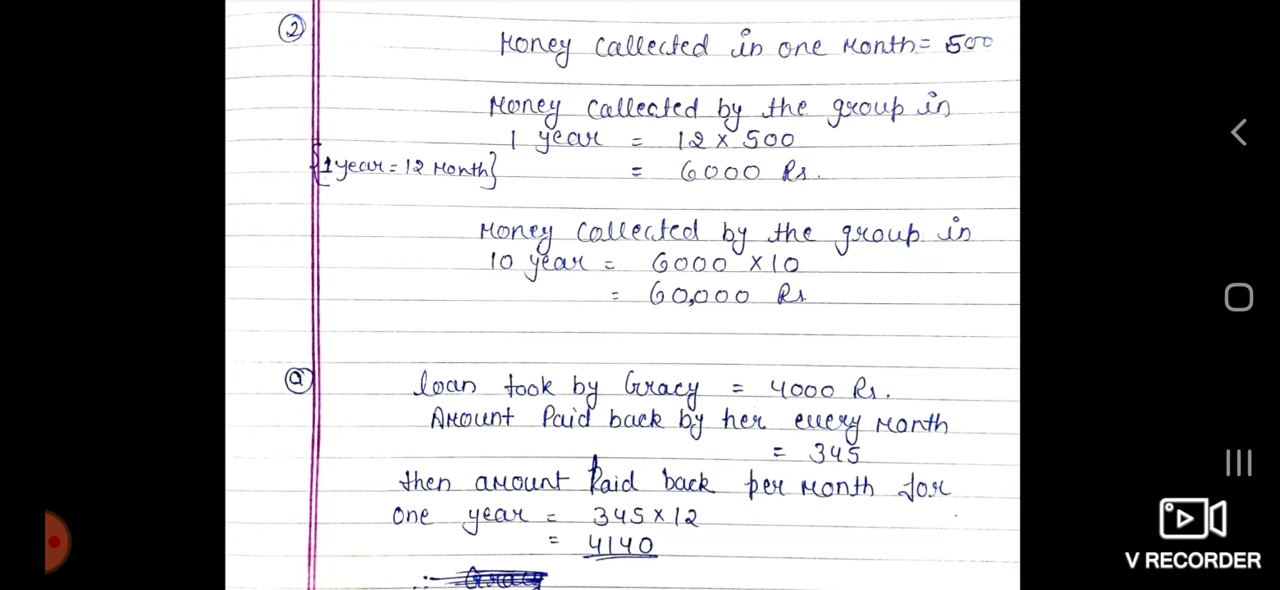 ②
Money Callected in one Month = 500
Money Callected by the group in
1 year = 12 × 500
{1 year = 12 Month}
= 6000 Rs.
Money Collected by the group in
10 year = 6000 × 10
= 60,000 Rs.
ⓐ
loan took by Gracy = 4000 Rs.
Amount Paid back by her every Month
= 345
then amount Paid back per Month for
one year = 345 × 12
= 4140
∴ Gracy
V RECORDER